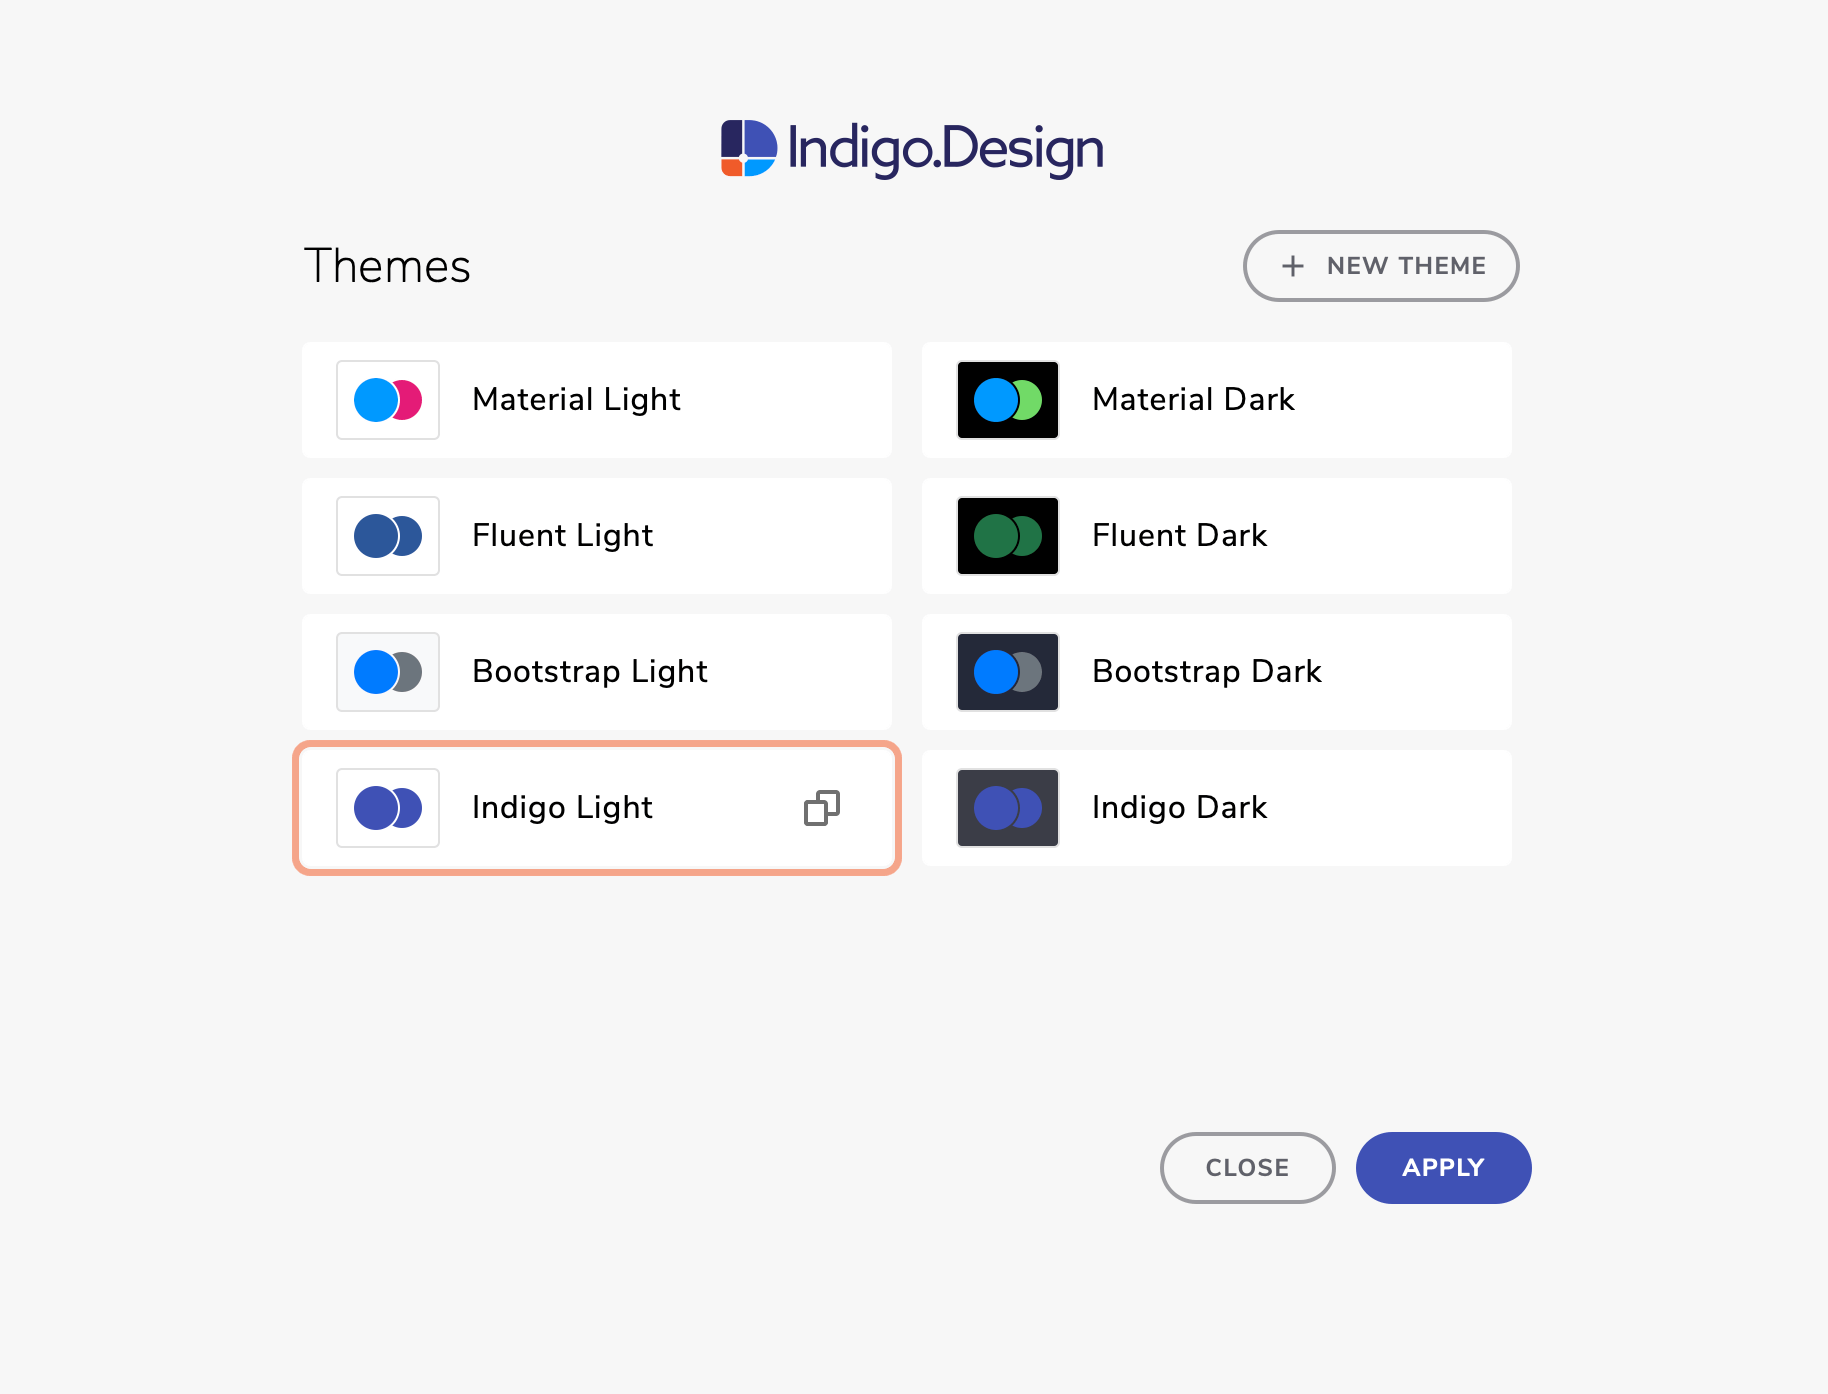 Indigo.Design
Themes
+ NEW THEME
Material Light
Material Dark
Fluent Light
Fluent Dark
Bootstrap Light
Bootstrap Dark
Indigo Light
Indigo Dark
CLOSE
APPLY